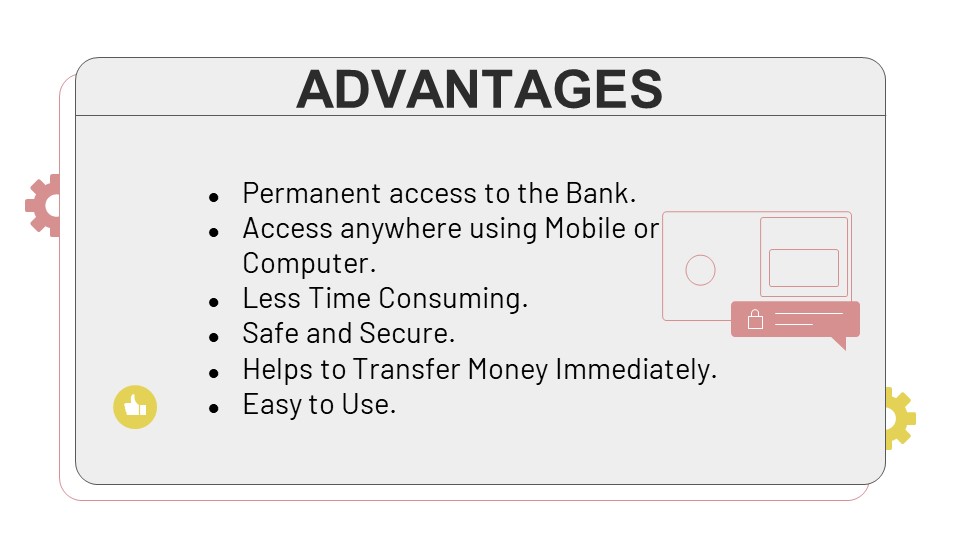 ADVANTAGES
● Permanent access to the Bank.
● Access anywhere using Mobile or
Computer.
● Less Time Consuming.
● Safe and Secure.
● Helps to Transfer Money Immediately.
● Easy to Use.